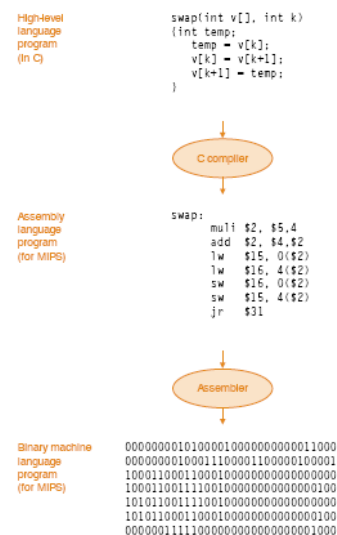 High-level
language
program
(in C)
swap(int v[], int k)
{int temp;
temp = v[k];
v[k] = v[k+1];
v[k+1] = temp;
}
C compiler
Assembly
language
program
(for MIPS)
swap:
muli $2, $5,4
add $2, $4,$2
lw $15, 0($2)
lw $16, 4($2)
sw $16, 0($2)
sw $15, 4($2)
jr $31
Assembler
Binary machine
language
program
(for MIPS)
00000000101000010000000000011000
00000000100011100001100000100001
10001100011000100000000000000000
10001100111100100000000000000100
10101100111100100000000000000000
10101100011000100000000000000100
00000011111000000000000000001000